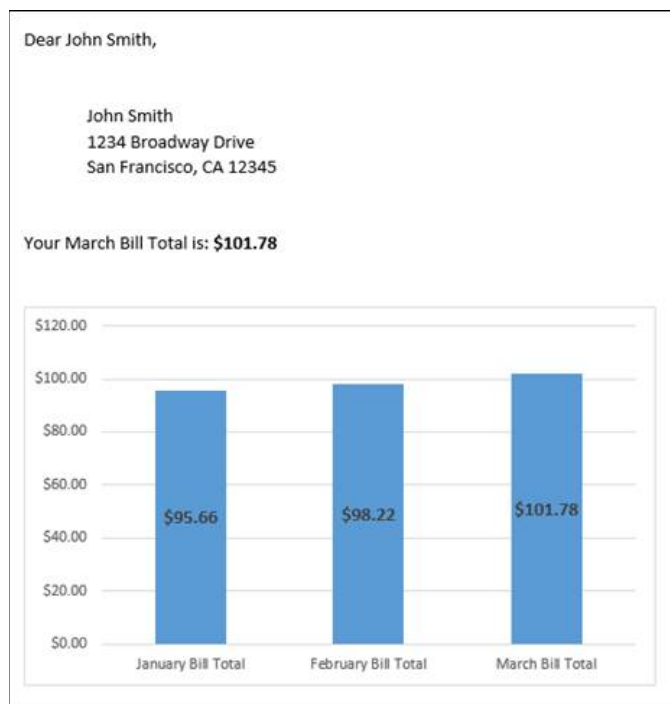 Dear John Smith,
John Smith
1234 Broadway Drive
San Francisco, CA 12345
Your March Bill Total is: $101.78
$120.00
$100.00
$80.00
$60.00
$40.00
$20.00
$0.00
$95.66
$98.22
$101.78
January Bill Total
February Bill Total
March Bill Total